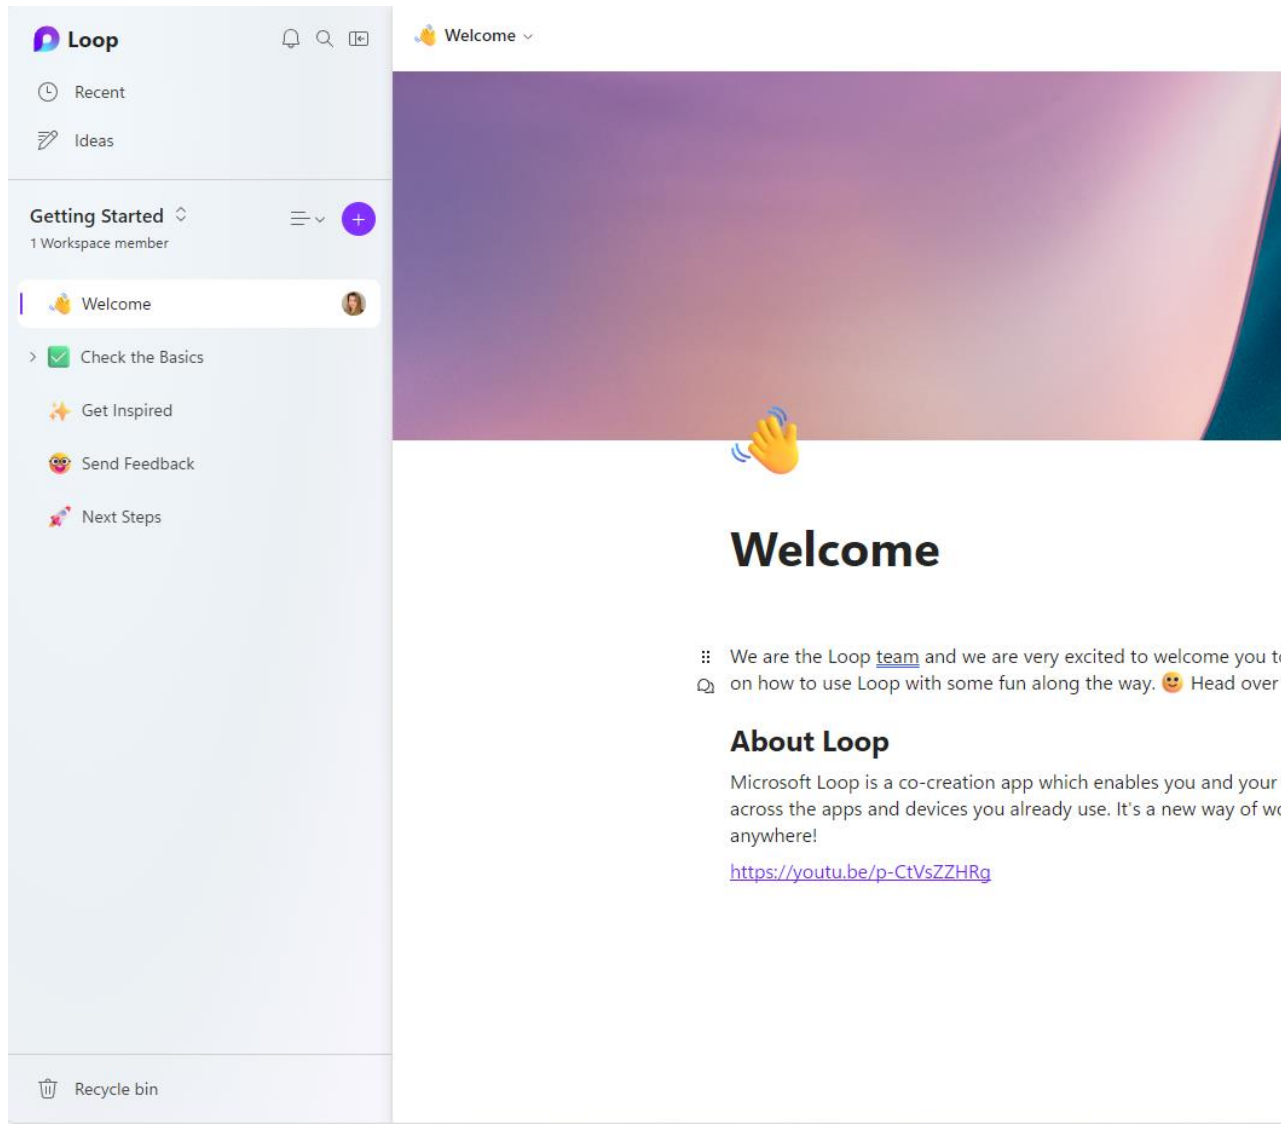 Loop
Recent
Ideas
Getting Started
1 Workspace member
Welcome
Check the Basics
Get Inspired
Send Feedback
Next Steps
Recycle bin
Welcome
Welcome
We are the Loop team and we are very excited to welcome you
on how to use Loop with some fun along the way. 🙂 Head over
About Loop
Microsoft Loop is a co-creation app which enables you and your
across the apps and devices you already use. It's a new way of
anywhere!
https://youtu.be/p-CtVsZZHRg